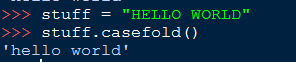 >>> stuff = "HELLO WORLD"
>>> stuff.casefold()
'hello world'